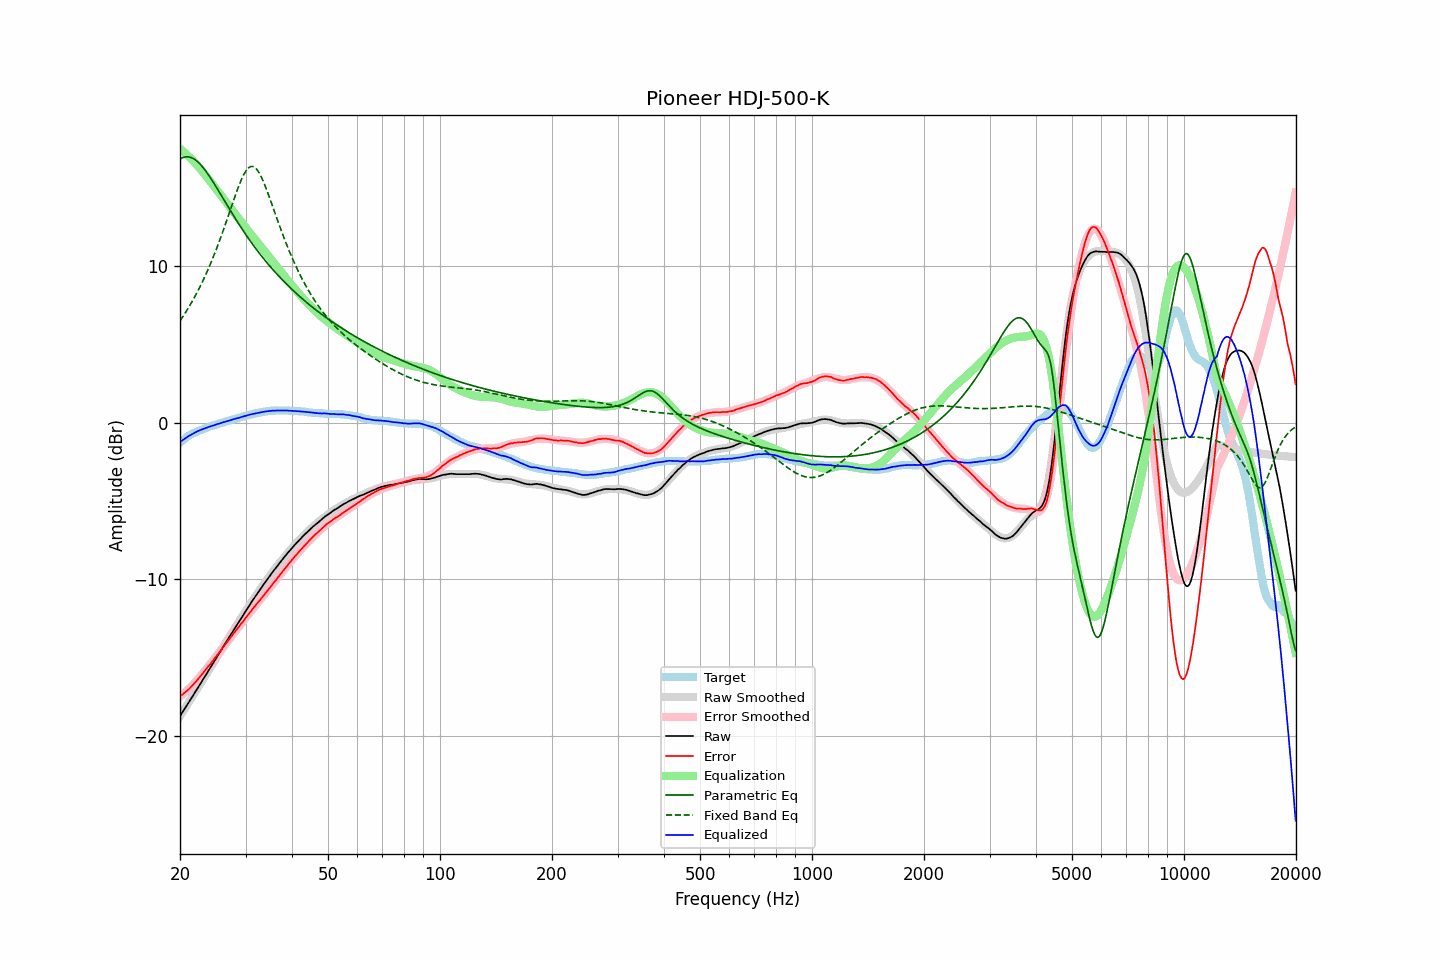 Pioneer HDJ-500-K
Amplitude (dBr)
10
0
−10
−20
20
50
100
200
500
1000
2000
5000
10000
20000
Frequency (Hz)
Target
Raw Smoothed
Error Smoothed
Raw
Error
Equalization
Parametric Eq
Fixed Band Eq
Equalized